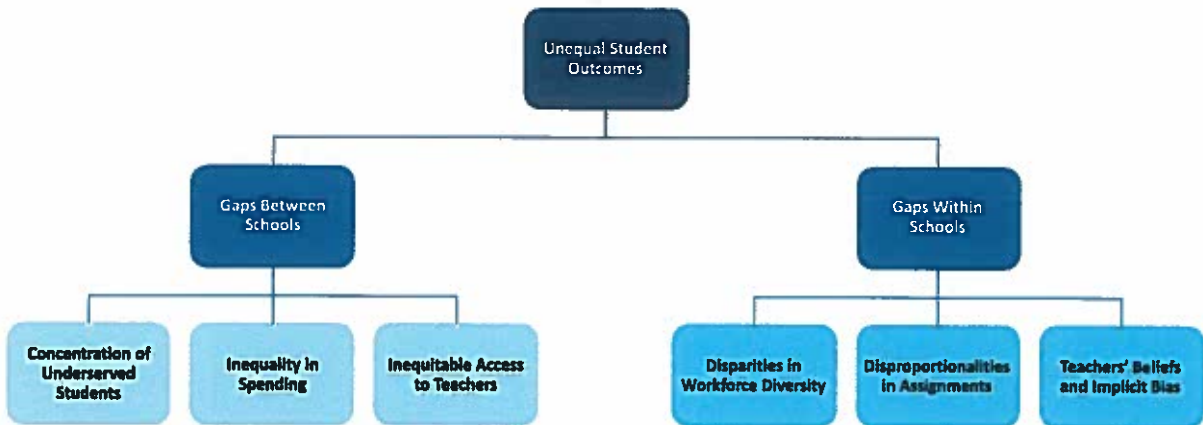 Unequal Student
Outcomes
Gaps Between
Schools
Gaps Within
Schools
Concentration of
Underserved
Students
Inequality in
Spending
Inequitable Access
to Teachers
Disparities in
Workforce Diversity
Disproportionalities
in Assignments
Teachers' Beliefs
and Implicit Bias